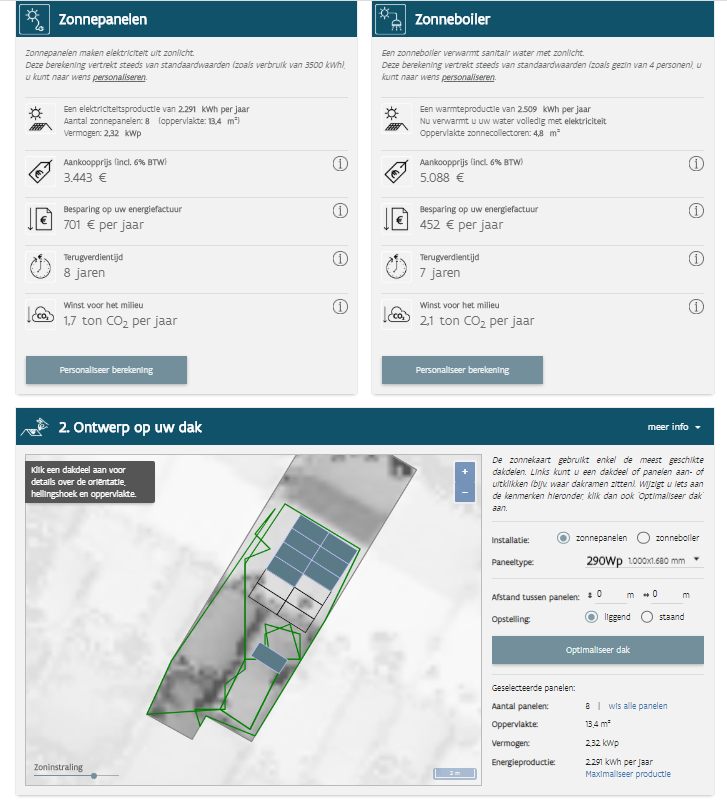 Zonnepanelen
Zonnepanelen maken elektriciteit uit zonlicht.
Deze berekening vertrekt steeds van standaardwaarden (zoals verbruik van 3500 kWh),
u kunt naar wens personaliseren.
Een elektriciteitsproductie van 2.291 kWh per jaar
Aantal zonnepanelen: 8 (oppervlakte: 13,4 m²)
Vermogen: 2,32 kWp
Aankoopprijs (incl. 6% BTW)
3.443 €
Besparing op uw energiefactuur
701 € per jaar
Terugverdientijd
8 jaren
Winst voor het milieu
1,7 ton CO₂ per jaar
Personaliseer berekening
Zonneboiler
Een zonneboiler verwarmt sanitair water met zonlicht.
Deze berekening vertrekt steeds van standaardwaarden (zoals gezin van 4 personen), u
kunt naar wens personaliseren.
Een warmteproductie van 2.509 kWh per jaar
Nu verwarmt u uw water volledig met elektriciteit
Oppervlakte zonnecollectoren: 4,8 m²
Aankoopprijs (incl. 6% BTW)
5.088 €
Besparing op uw energiefactuur
452 € per jaar
Terugverdientijd
7 jaren
Winst voor het milieu
2,1 ton CO₂ per jaar
Personaliseer berekening
2. Ontwerp op uw dak
meer info
Klik een dakdeel aan voor
details over de oriëntatie,
hellingshoek en oppervlakte.
+
−
Zoninstraling
2 m
De zonnekaart gebruikt enkel de meest geschikte
dakdelen. Links kunt u een dakdeel of panelen aan- of
uitklikken (bijv. waar dakramen zitten). Wijzigt u iets aan
de kenmerken hieronder, klik dan ook 'Optimaliseer dak'
aan.
Installatie: zonnepanelen zonneboiler
Paneeltype: 290Wp 1.000x1.680 mm
Afstand tussen panelen: ⇕ 0 m ⇔ 0 m
Opstelling: liggend staand
Optimaliseer dak
Geselecteerde panelen:
Aantal panelen: 8 | wis alle panelen
Oppervlakte: 13,4 m²
Vermogen: 2,32 kWp
Energieproductie: 2.291 kWh per jaar
Maximaliseer productie